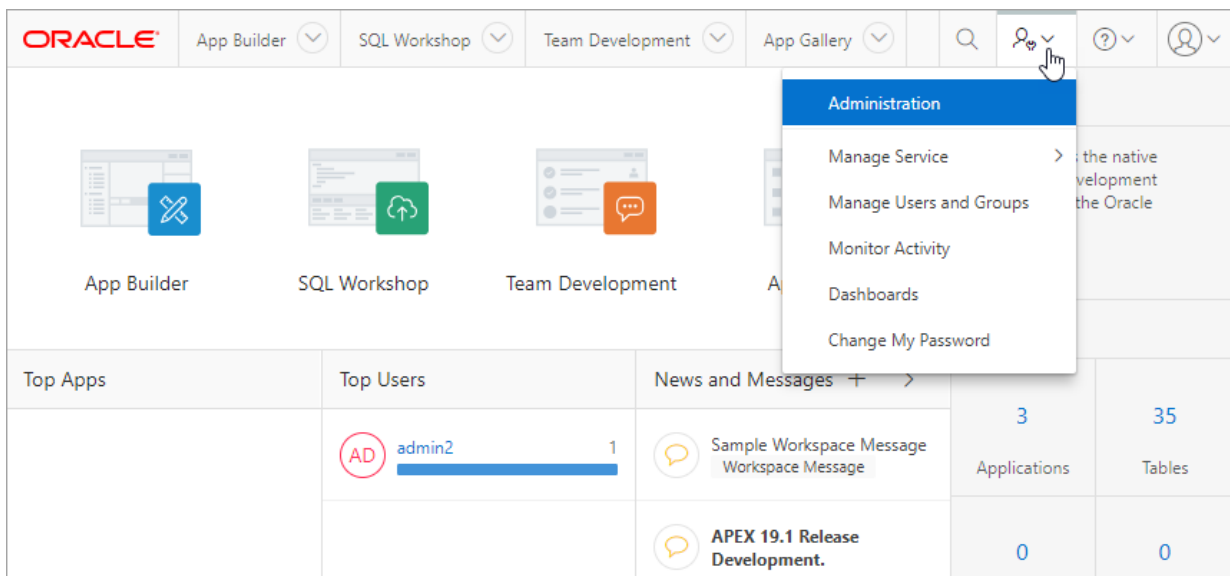 ORACLE
App Builder
SQL Workshop
Team Development
App Gallery
Administration
Manage Service
Manage Users and Groups
Monitor Activity
Dashboards
Change My Password
the native
velopment
the Oracle
App Builder
SQL Workshop
Team Development
Top Apps
Top Users
News and Messages
AD
admin2
1
Sample Workspace Message
Workspace Message
APEX 19.1 Release
Development.
3
35
Applications
Tables
0
0